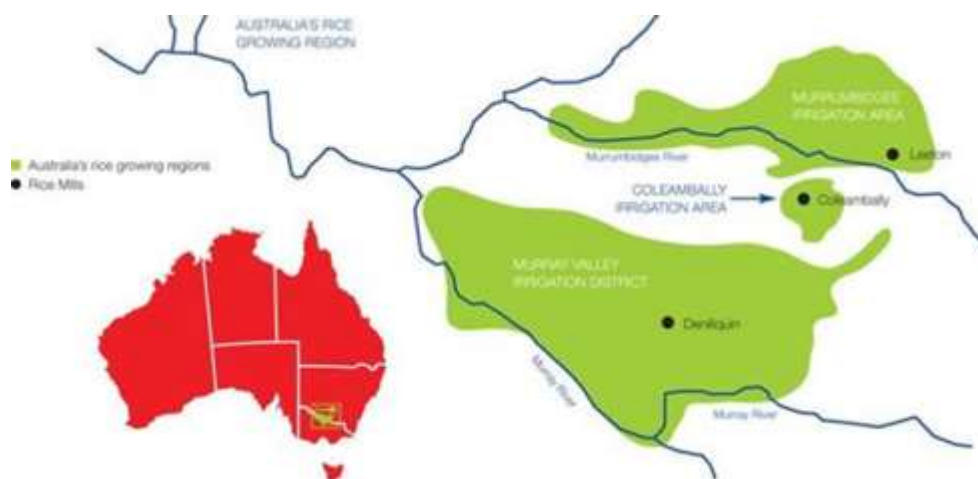 AUSTRALIA'S RICE
GROWING REGION
MURRUMBIDGEE
IRRIGATION AREA
Murrumbidgee River
Leeton
Australia's rice growing regions
Rice Mills
COLEAMBALLY
IRRIGATION AREA
Coleambally
MURRAY VALLEY
IRRIGATION DISTRICT
Deniliquin
Murray River
Murray River